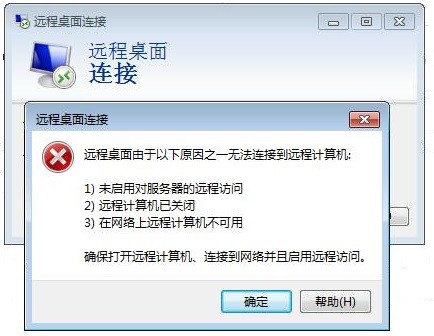 远程桌面连接
远程桌面
连接
远程桌面连接
远程桌面由于以下原因之一无法连接到远程计算机:
1) 未启用对服务器的远程访问
2) 远程计算机已关闭
3) 在网络上远程计算机不可用
确保打开远程计算机、连接到网络并且启用远程访问。
确定
帮助(H)